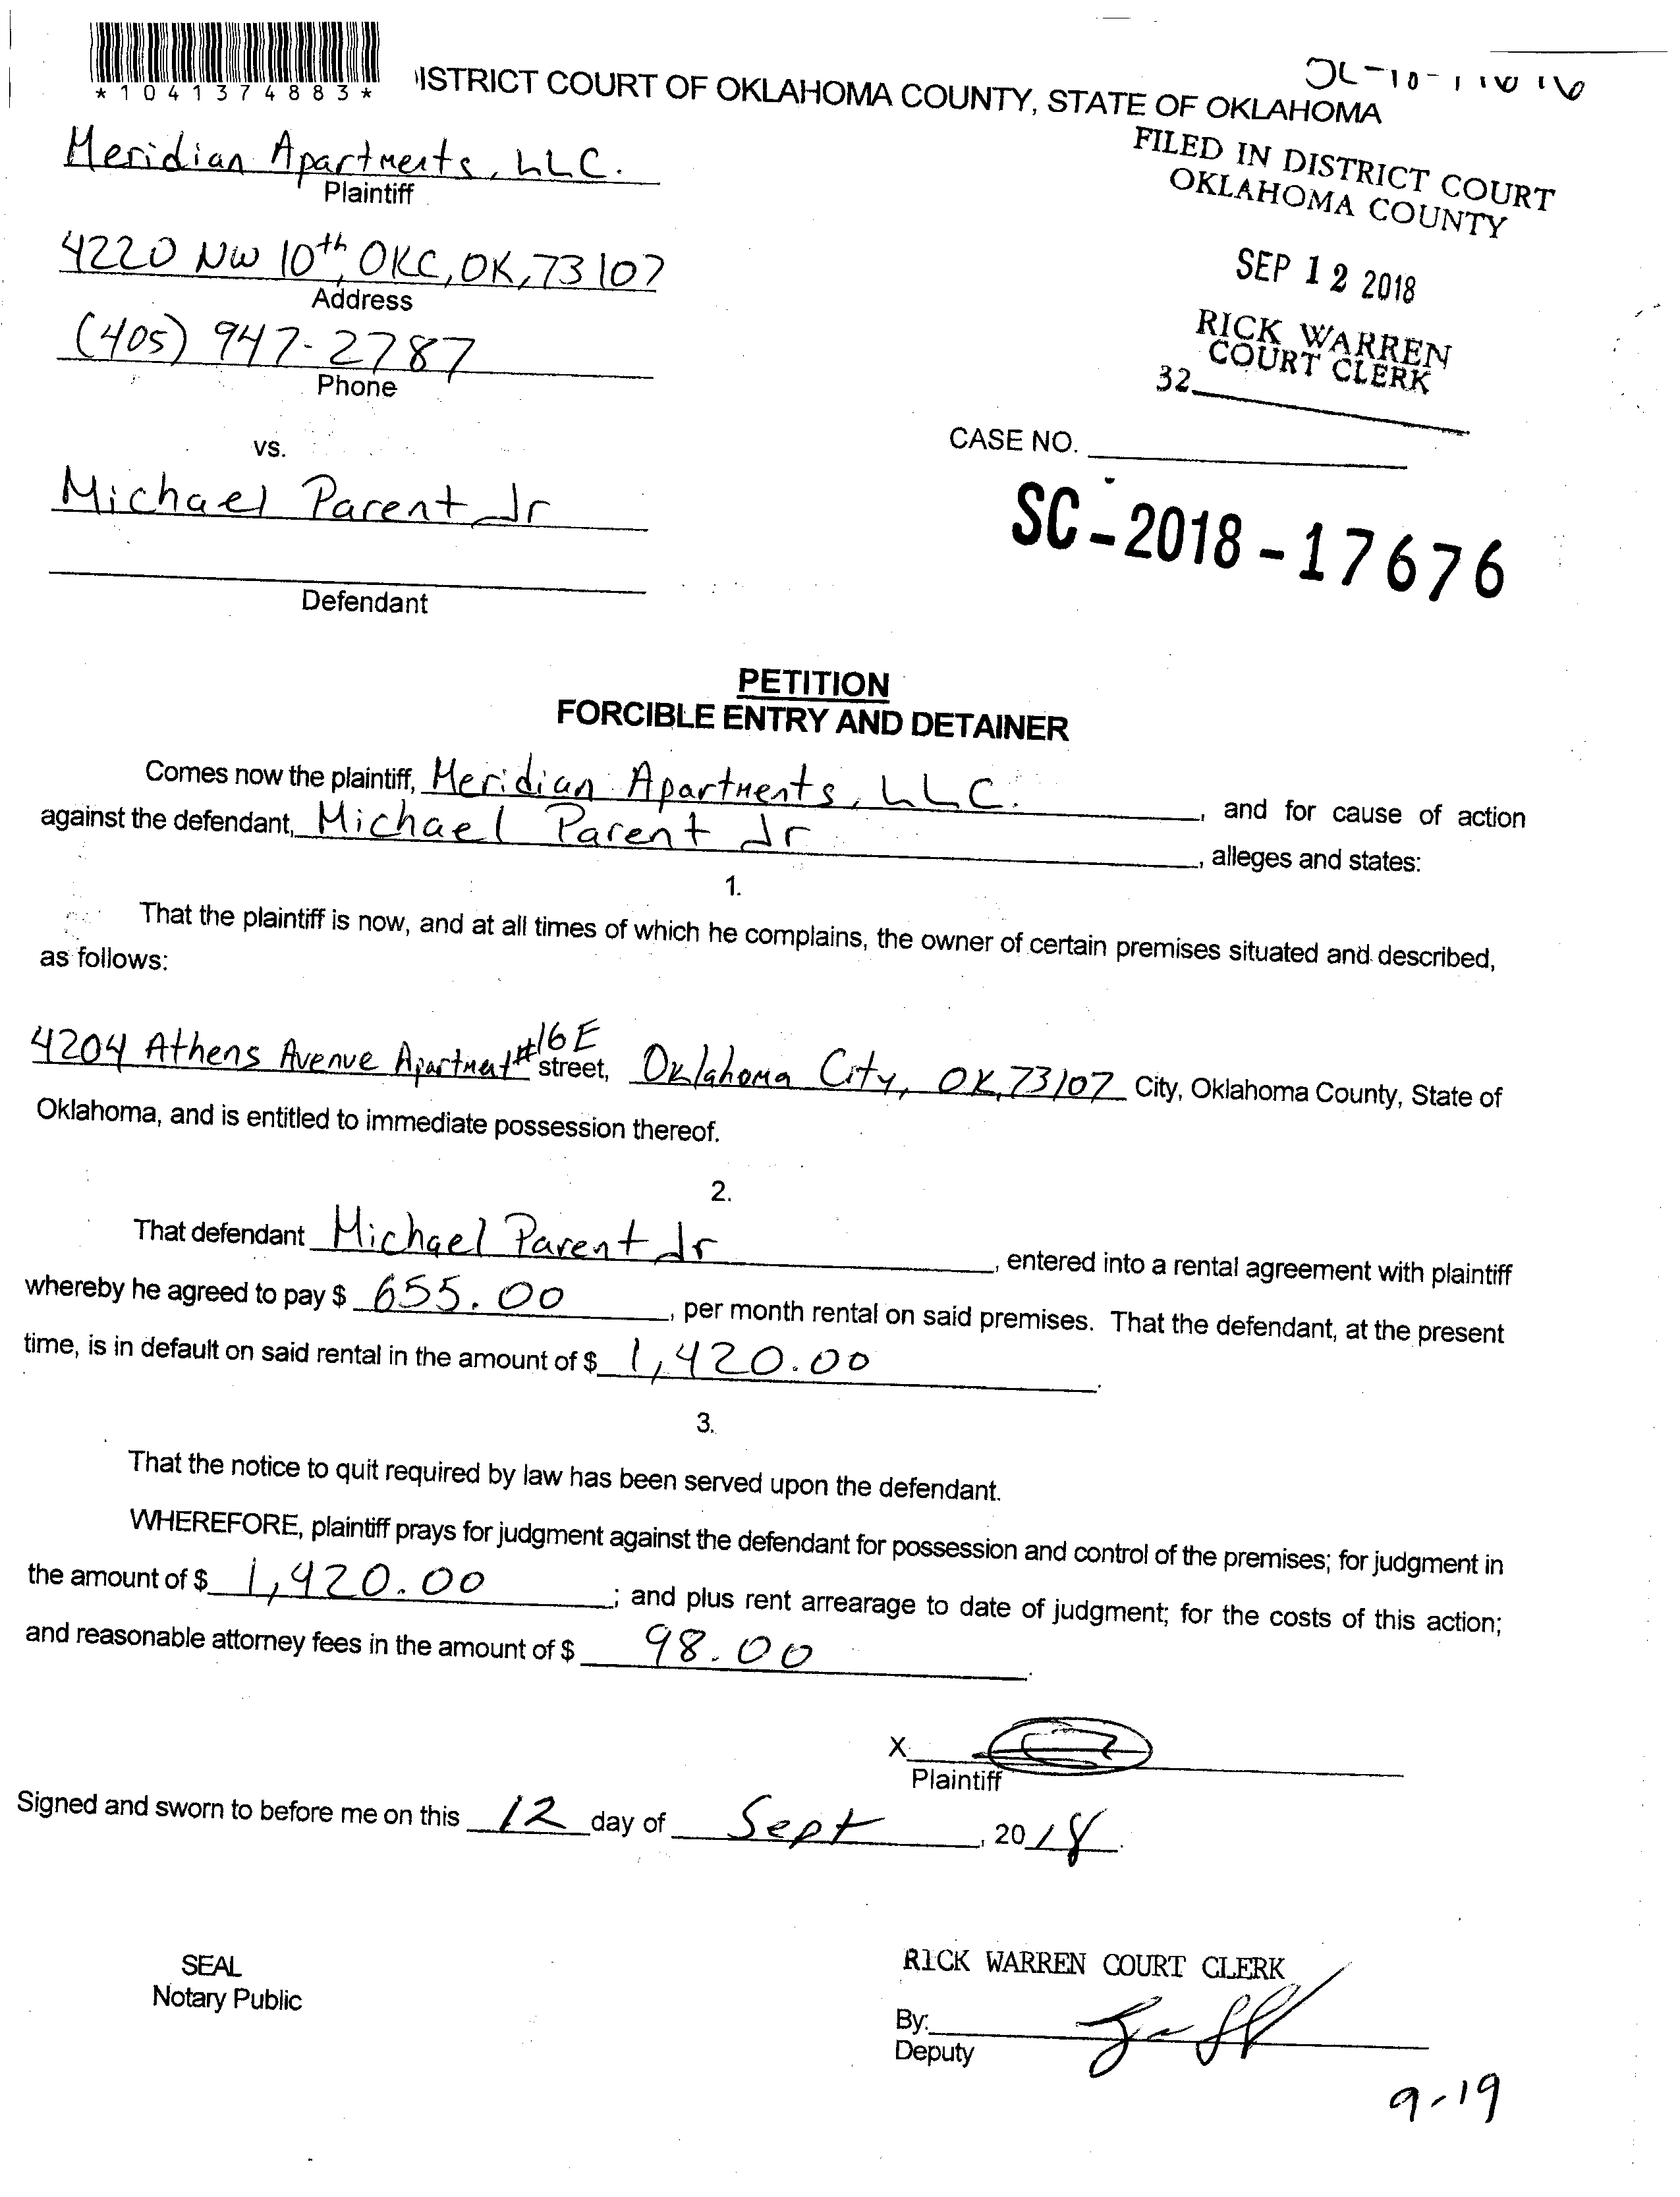 *1041374883*
ISTRICT COURT OF OKLAHOMA COUNTY, STATE OF OKLAHOMA
Meridian Apartments, LLC.
Plaintiff
FILED IN DISTRICT COURT
OKLAHOMA COUNTY
4220 NW 10th, OKC, OK, 73107
Address
SEP 12 2018
(405) 947-2787
Phone
RICK WARREN
COURT CLERK
32
vs.
CASE NO.
Michael Parent Jr
SC-2018-17676
Defendant
PETITION
FORCIBLE ENTRY AND DETAINER
Comes now the plaintiff, Meridian Apartments, LLC. , and for cause of action
against the defendant, Michael Parent Jr , alleges and states:
1.
That the plaintiff is now, and at all times of which he complains, the owner of certain premises situated and described,
as follows:
4204 Athens Avenue Apartment #16E street, Oklahoma City, OK, 73107 City, Oklahoma County, State of
Oklahoma, and is entitled to immediate possession thereof.
2.
That defendant Michael Parent Jr , entered into a rental agreement with plaintiff
whereby he agreed to pay $ 655.00 , per month rental on said premises. That the defendant, at the present
time, is in default on said rental in the amount of $ 1,420.00 .
3.
That the notice to quit required by law has been served upon the defendant.
WHEREFORE, plaintiff prays for judgment against the defendant for possession and control of the premises; for judgment in
the amount of $ 1,420.00 ; and plus rent arrearage to date of judgment; for the costs of this action;
and reasonable attorney fees in the amount of $ 98.00 .
X
Plaintiff
Signed and sworn to before me on this 12 day of Sept , 2018.
SEAL
Notary Public
RICK WARREN COURT CLERK
By:
Deputy
9-19